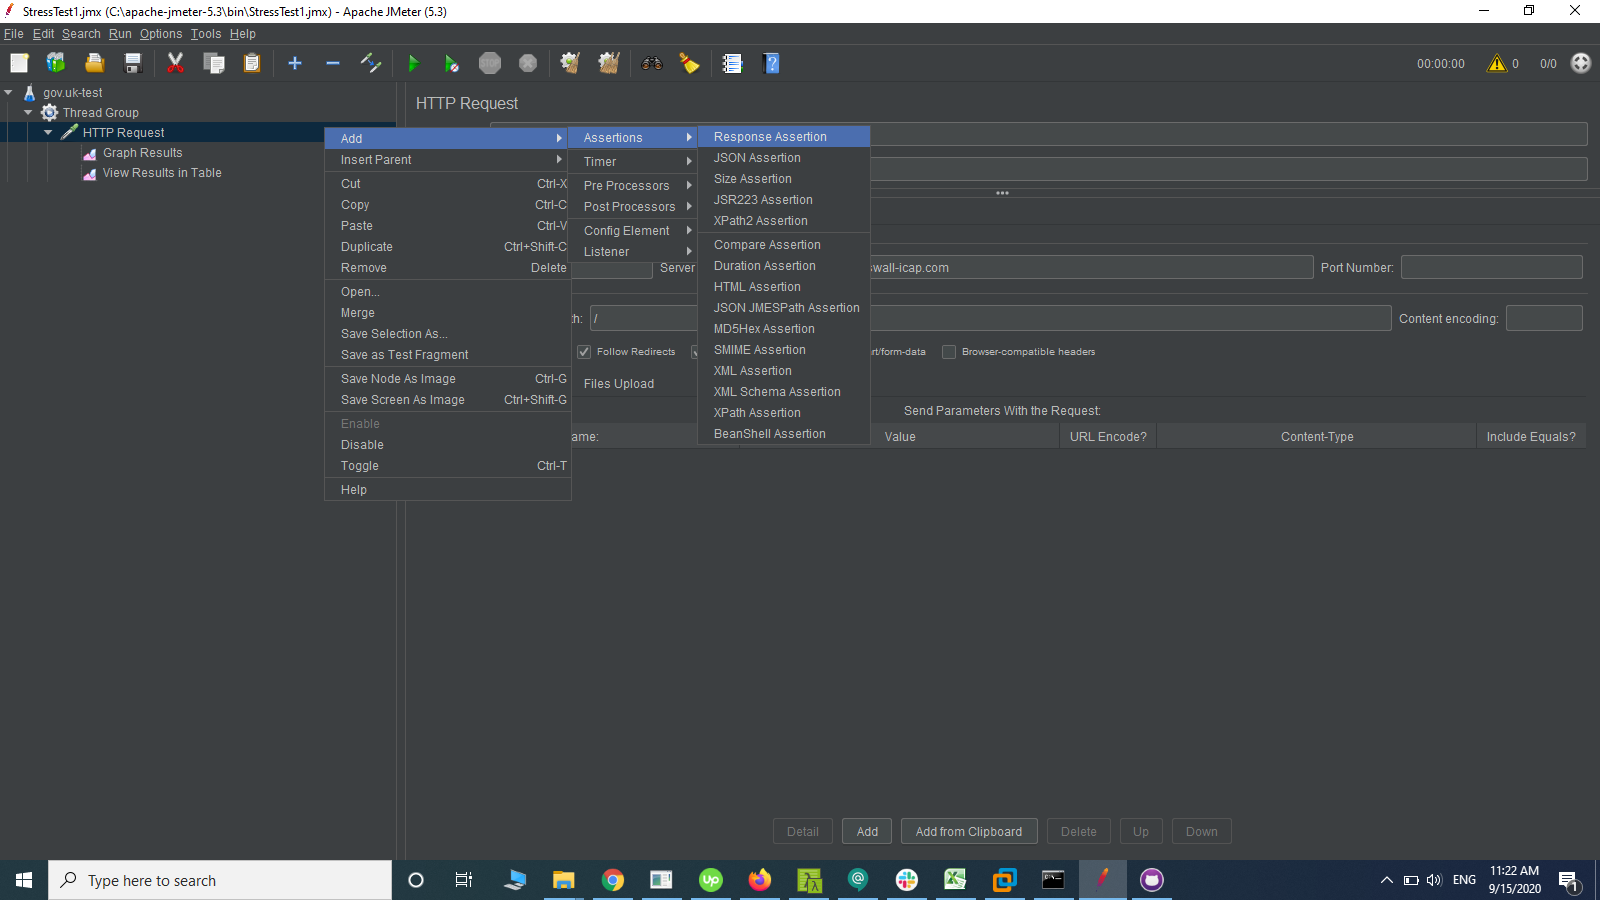 StressTest1.jmx (C:\apache-jmeter-5.3\bin\StressTest1.jmx) - Apache JMeter (5.3)
File Edit Search Run Options Tools Help
STOP
00:00:00 0 0/0
gov.uk-test
Thread Group
HTTP Request
Graph Results
View Results in Table
HTTP Request
Add
Insert Parent
Cut Ctrl-X
Copy Ctrl-C
Paste Ctrl-V
Duplicate Ctrl+Shift-C
Remove Delete
Open...
Merge
Save Selection As...
Save as Test Fragment
Save Node As Image Ctrl-G
Save Screen As Image Ctrl+Shift-G
Enable
Disable
Toggle Ctrl-T
Help
Assertions
Timer
Pre Processors
Post Processors
Config Element
Listener
Response Assertion
JSON Assertion
Size Assertion
JSR223 Assertion
XPath2 Assertion
Compare Assertion
Duration Assertion
HTML Assertion
JSON JMESPath Assertion
MD5Hex Assertion
SMIME Assertion
XML Assertion
XML Schema Assertion
XPath Assertion
BeanShell Assertion
Server swall-icap.com Port Number:
th: / Content encoding:
Follow Redirects rt/form-data Browser-compatible headers
Files Upload
Send Parameters With the Request:
ame: Value URL Encode? Content-Type Include Equals?
Detail Add Add from Clipboard Delete Up Down
Type here to search
ENG
11:22 AM
9/15/2020
1